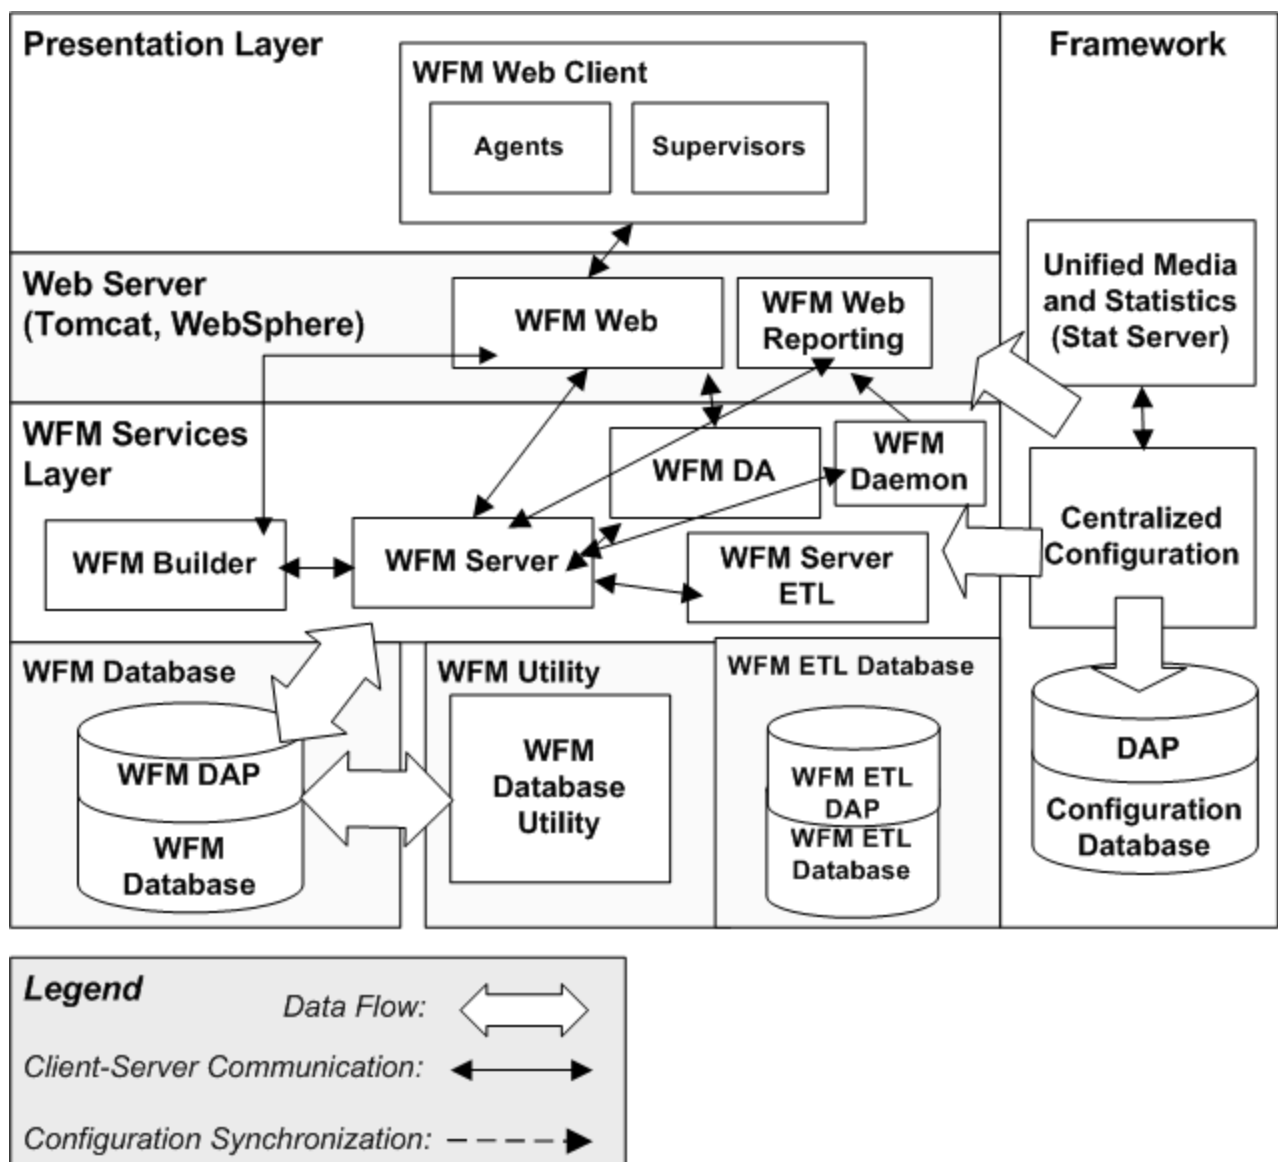 Presentation Layer
Framework
WFM Web Client
Agents
Supervisors
Web Server
(Tomcat, WebSphere)
WFM Web
WFM Web
Reporting
Unified Media
and Statistics
(Stat Server)
WFM Services
Layer
WFM DA
WFM
Daemon
WFM Builder
WFM Server
WFM Server
ETL
Centralized
Configuration
WFM Database
WFM DAP
WFM
Database
WFM Utility
WFM
Database
Utility
WFM ETL Database
WFM ETL
DAP
WFM ETL
Database
DAP
Configuration
Database
Legend
Data Flow:
Client-Server Communication:
Configuration Synchronization: